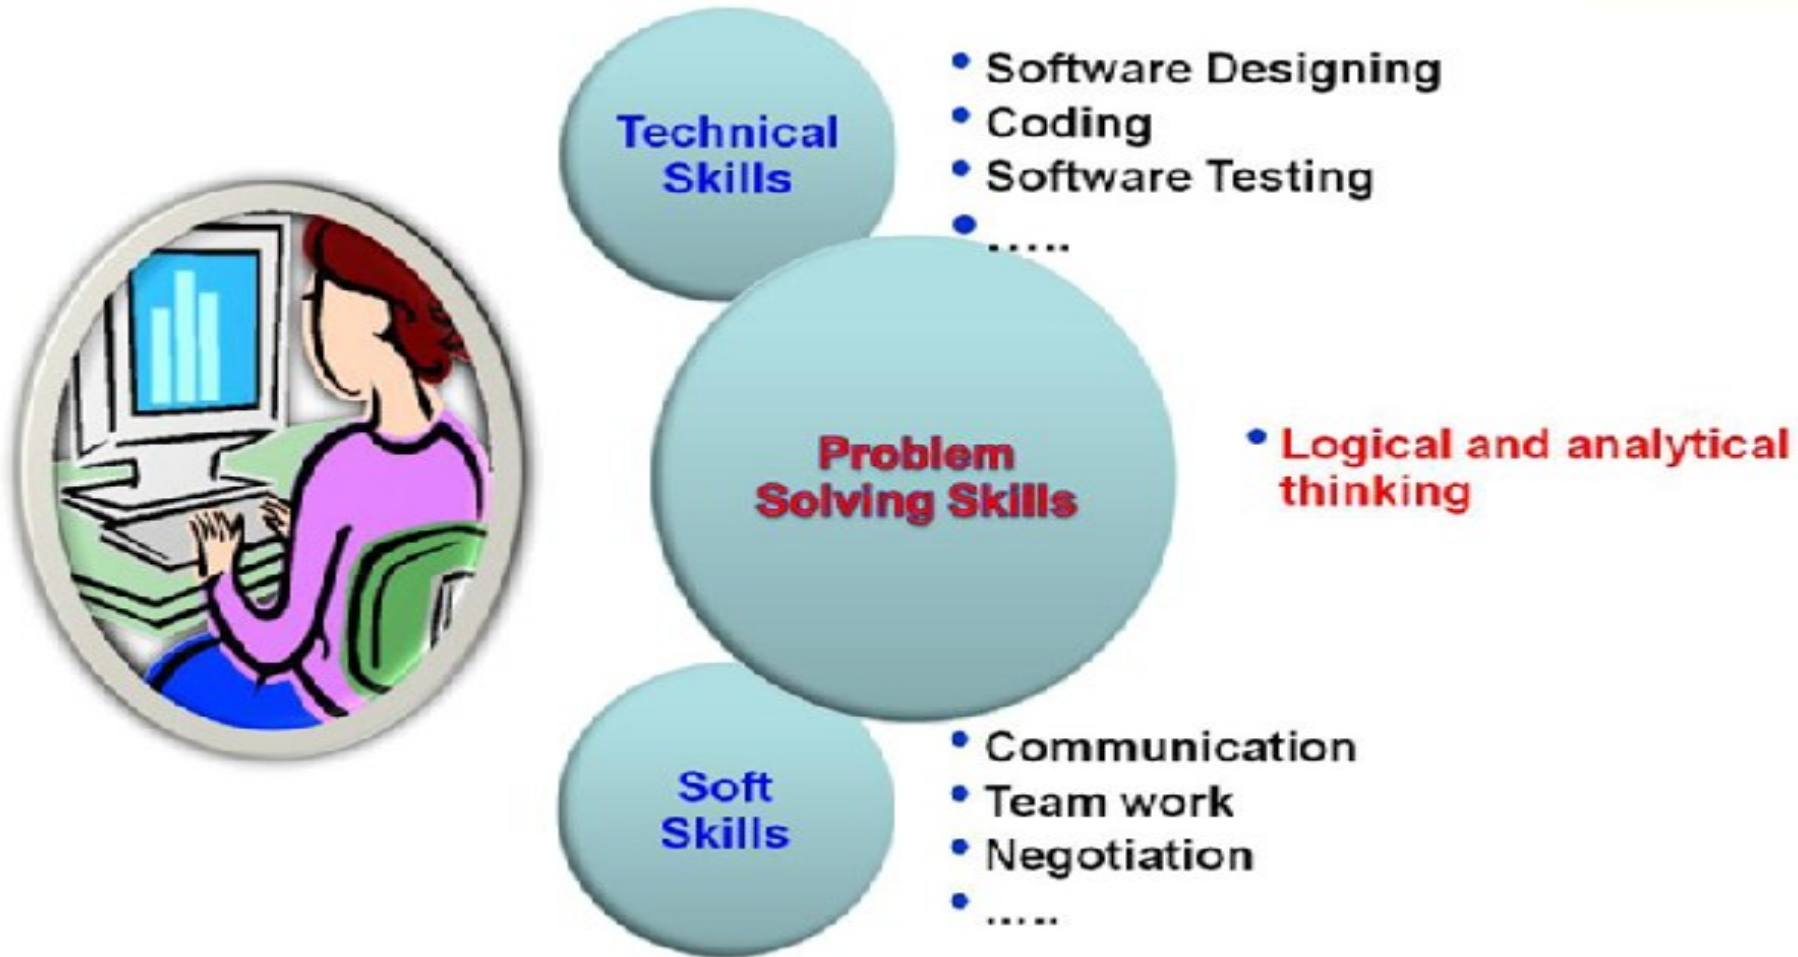 Technical
Skills
• Software Designing
• Coding
• Software Testing
• .....
Problem
Solving Skills
• Logical and analytical
thinking
Soft
Skills
• Communication
• Team work
• Negotiation
• .....